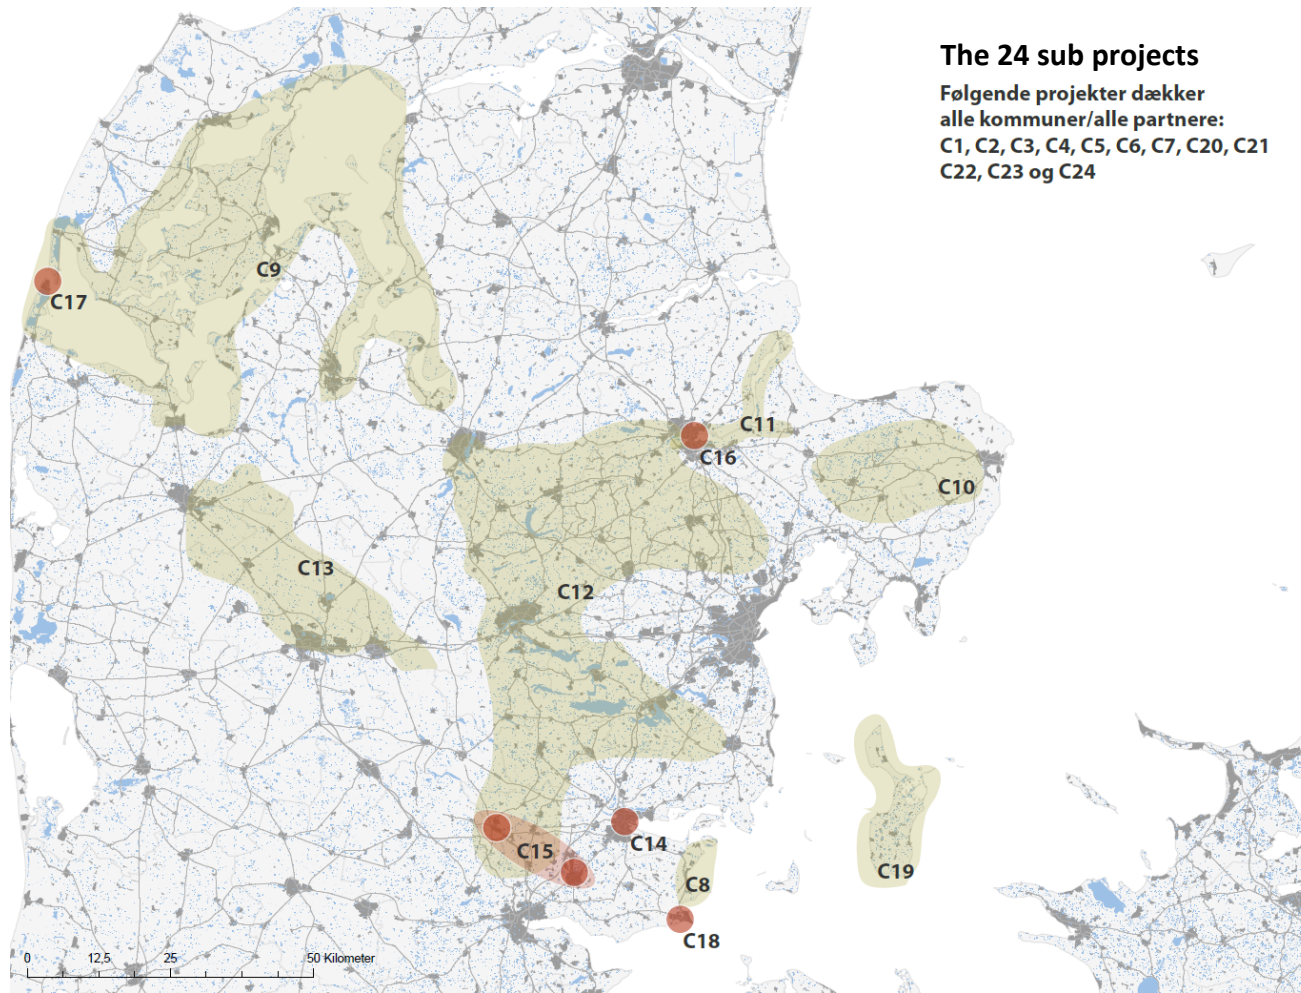 The 24 sub projects
Følgende projekter dækker
alle kommuner/alle partnere:
C1, C2, C3, C4, C5, C6, C7, C20, C21
C22, C23 og C24
C9
C17
C11
C16
C10
C13
C12
C14
C15
C19
C8
C18
0 12,5 25 50 Kilometer